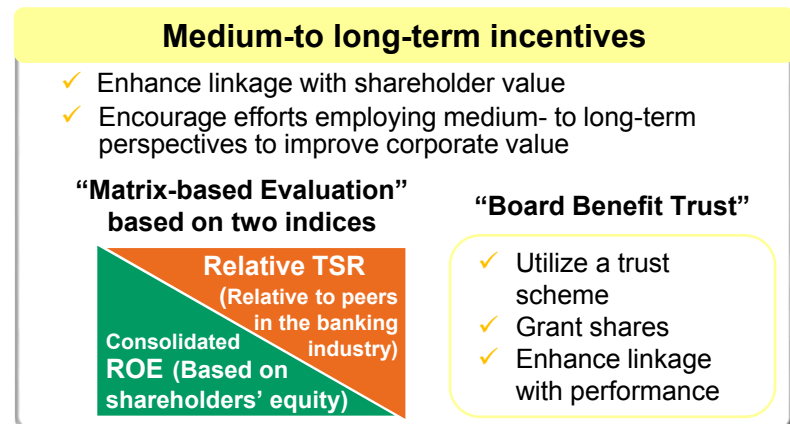 Medium-to long-term incentives
✓ Enhance linkage with shareholder value
✓ Encourage efforts employing medium- to long-term
perspectives to improve corporate value
“Matrix-based Evaluation”
based on two indices
Relative TSR
(Relative to peers
in the banking
industry)
Consolidated
ROE (Based on
shareholders’ equity)
“Board Benefit Trust”
✓ Utilize a trust
scheme
✓ Grant shares
✓ Enhance linkage
with performance